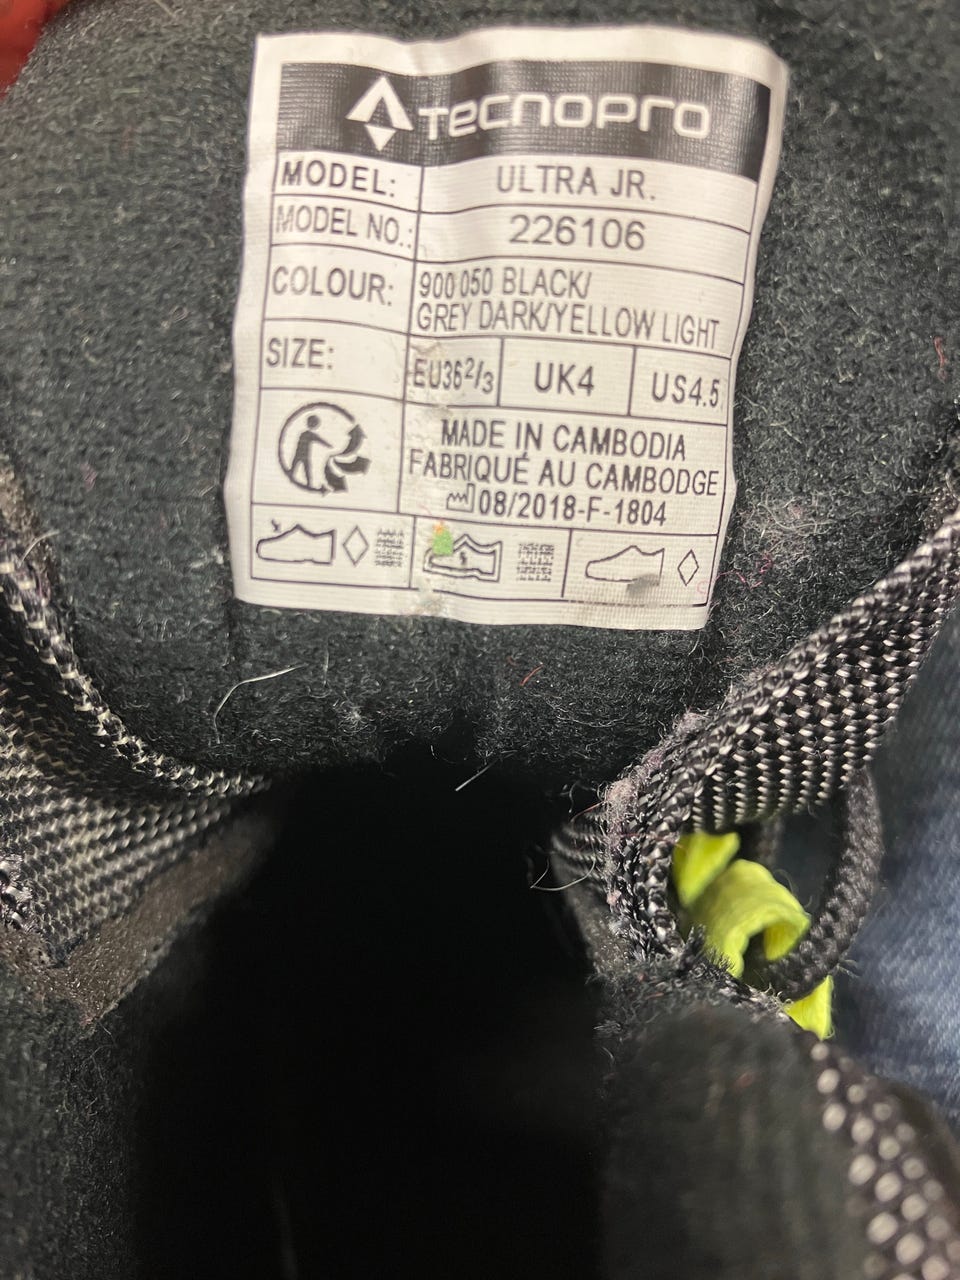 TECNOPRO
MODEL: ULTRA JR.
MODEL NO.: 226106
COLOUR: 900 050 BLACK/
GREY DARK/YELLOW LIGHT
SIZE: EU36 2/3 UK4 US4.5
MADE IN CAMBODIA
FABRIQUÉ AU CAMBODGE
08/2018-F-1804